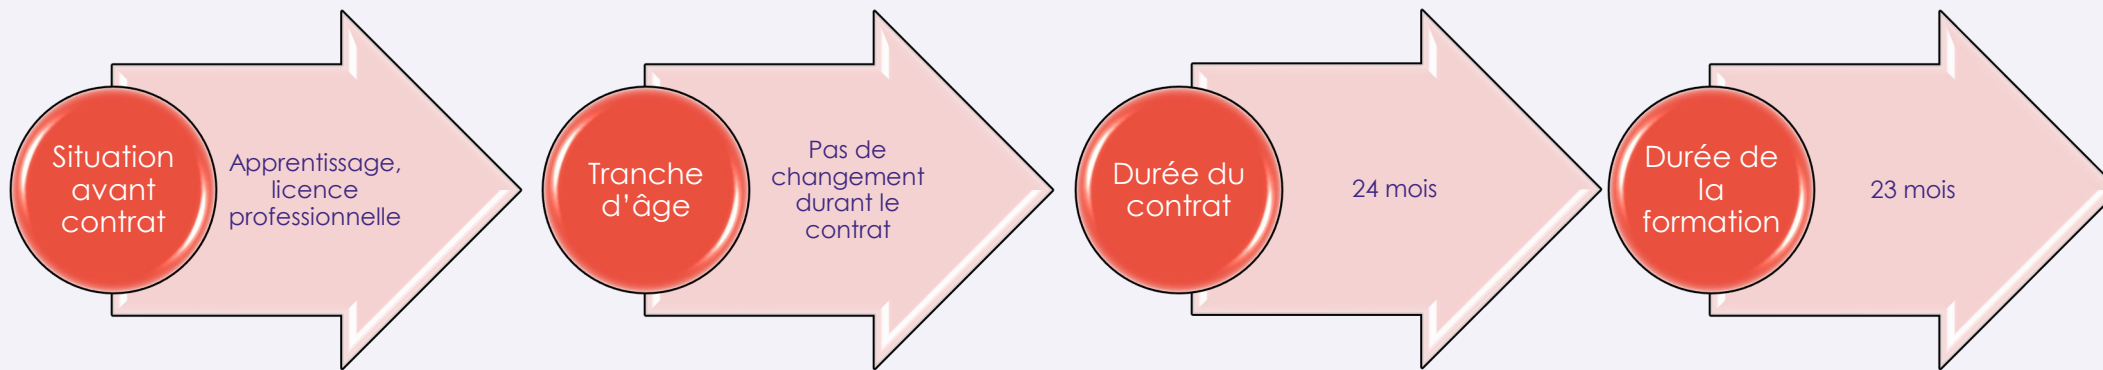 Situation
avant
contrat
Apprentissage,
licence
professionnelle
Tranche
d’âge
Pas de
changement
durant le
contrat
Durée du
contrat
24 mois
Durée de
la
formation
23 mois